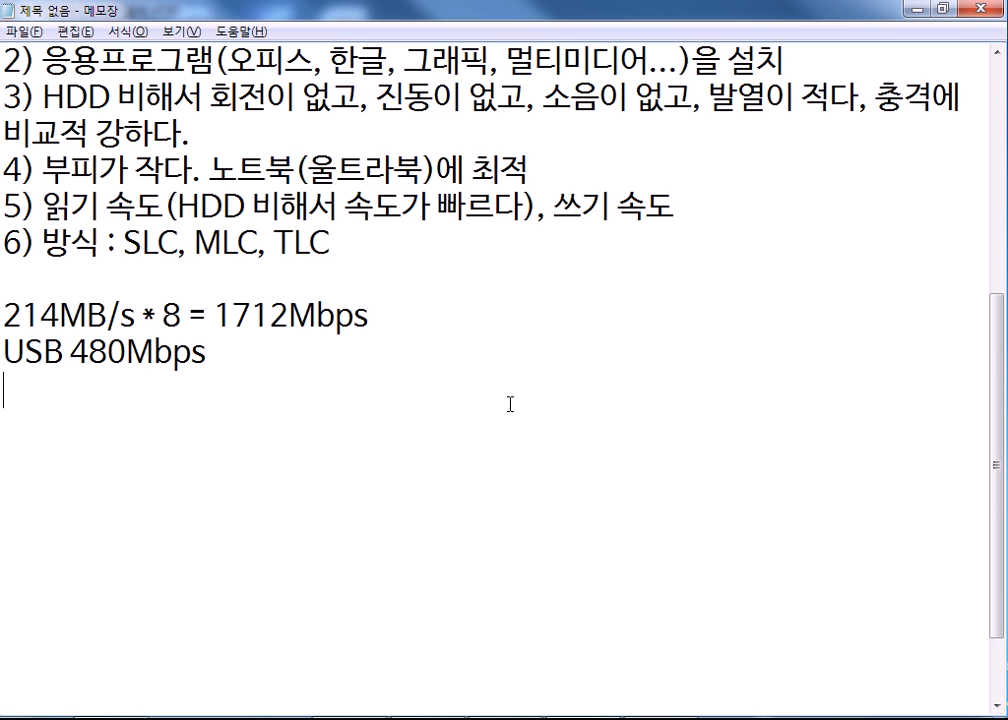 제목 없음 - 메모장
파일(F) 편집(E) 서식(O) 보기(V) 도움말(H)
2) 응용프로그램(오피스, 한글, 그래픽, 멀티미디어...)을 설치
3) HDD 비해서 회전이 없고, 진동이 없고, 소음이 없고, 발열이 적다, 충격에
비교적 강하다.
4) 부피가 작다. 노트북(울트라북)에 최적
5) 읽기 속도(HDD 비해서 속도가 빠르다), 쓰기 속도
6) 방식 : SLC, MLC, TLC
214MB/s * 8 = 1712Mbps
USB 480Mbps